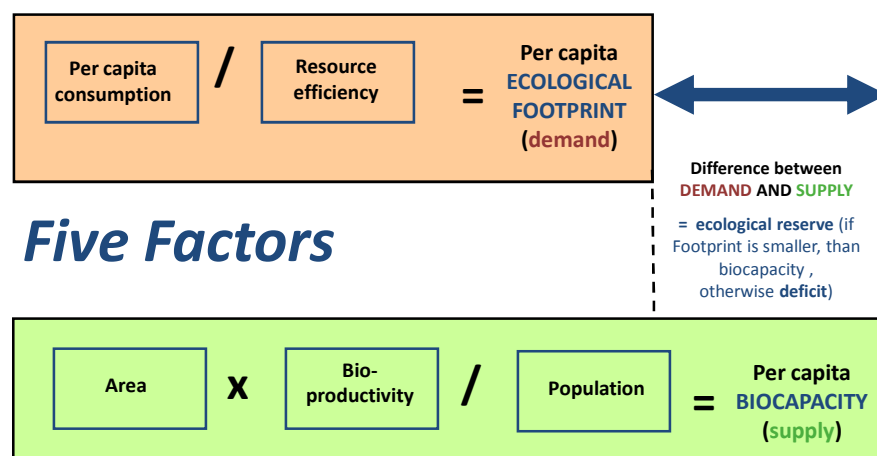 Per capita
consumption
/
Resource
efficiency
=
Per capita
ECOLOGICAL
FOOTPRINT
(demand)
Difference between
DEMAND AND SUPPLY
= ecological reserve (if
Footprint is smaller, than
biocapacity ,
otherwise deficit)
Five Factors
Area
x
Bio-
productivity
/
Population
=
Per capita
BIOCAPACITY
(supply)